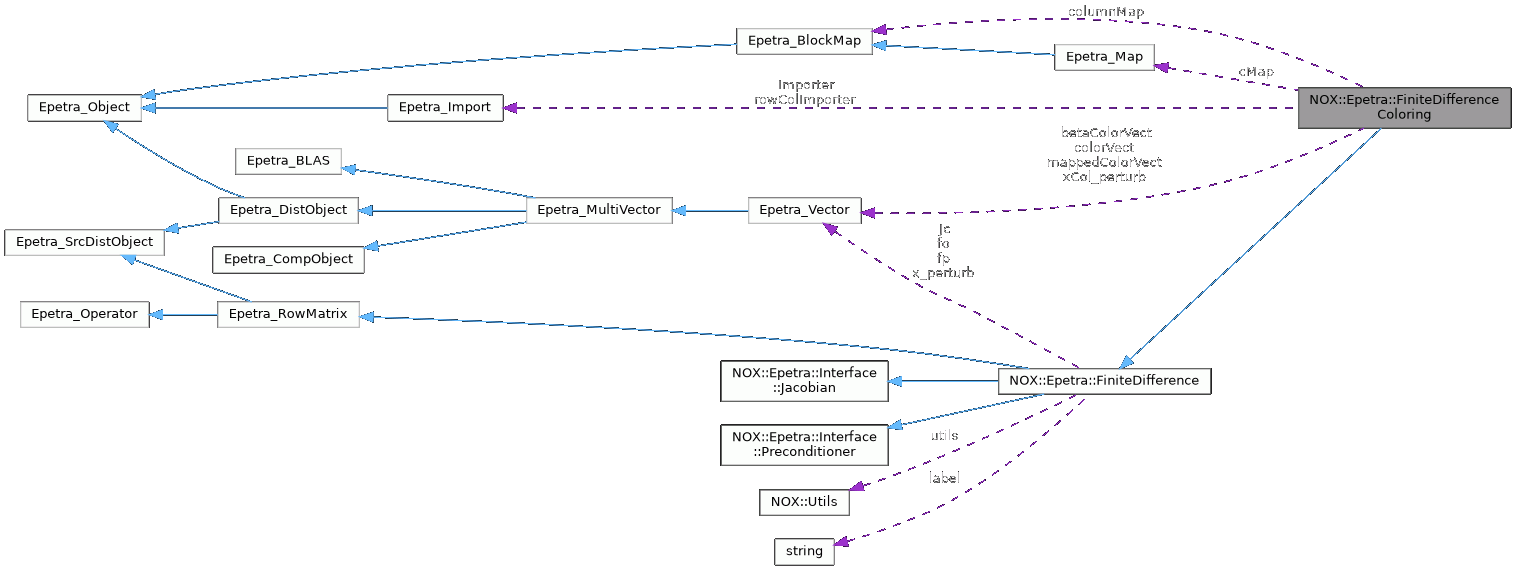 columnMap
Epetra_BlockMap
Epetra_Map
cMap
Importer
rowColImporter
Epetra_Object
Epetra_Import
NOX::Epetra::FiniteDifference
Coloring
betaColorVect
colorVect
mappedColorVect
xCol_perturb
Epetra_BLAS
Epetra_DistObject
Epetra_MultiVector
Epetra_Vector
Epetra_SrcDistObject
Epetra_CompObject
Jc
fo
fp
x_perturb
Epetra_Operator
Epetra_RowMatrix
NOX::Epetra::Interface
::Jacobian
NOX::Epetra::FiniteDifference
NOX::Epetra::Interface
::Preconditioner
utils
label
NOX::Utils
string